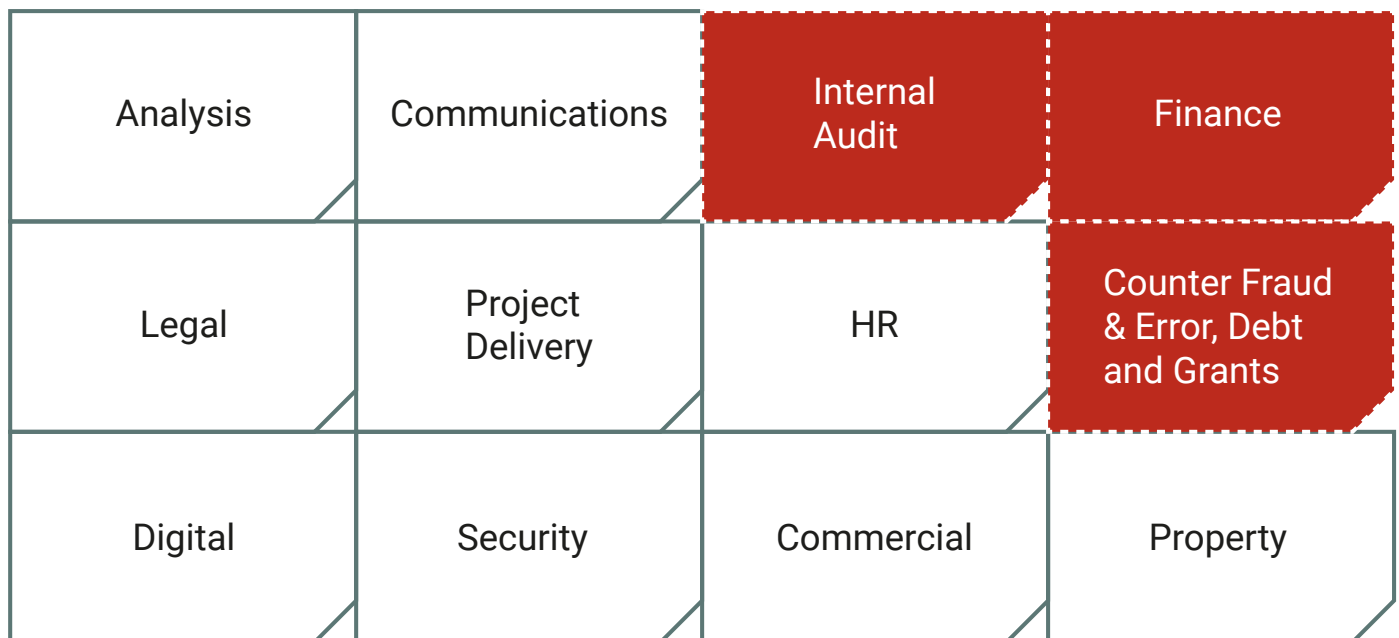 Analysis
Communications
Internal
Audit
Finance
Legal
Project
Delivery
HR
Counter Fraud
& Error, Debt
and Grants
Digital
Security
Commercial
Property